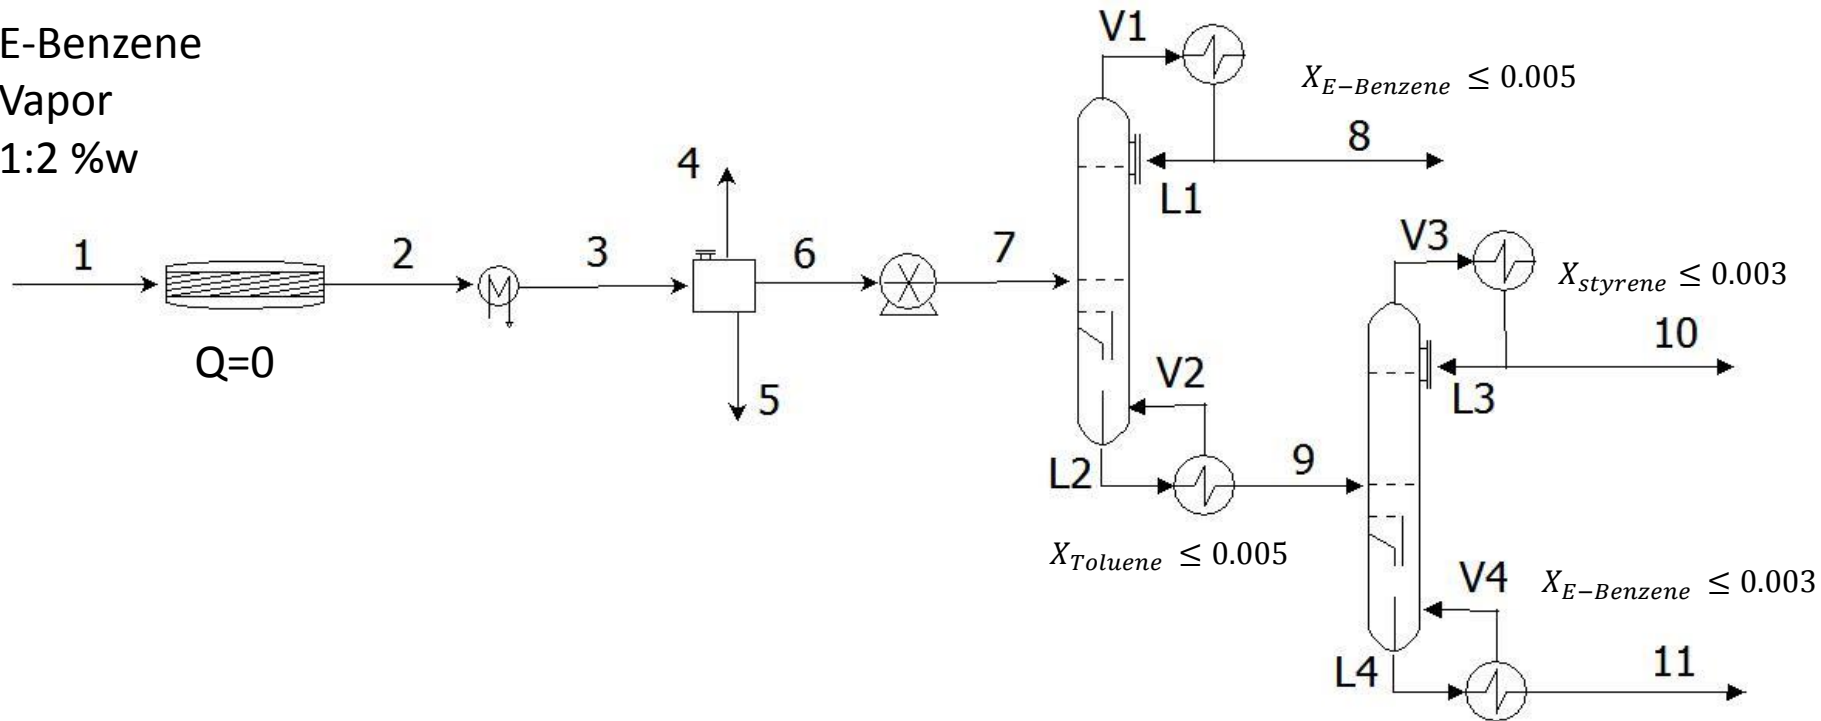 E-Benzene
Vapor
1:2 %w
V1
X_{E-Benzene} ≤ 0.005
8
4
L1
1
2
3
6
7
V3
X_{styrene} ≤ 0.003
Q=0
10
5
V2
L3
L2
9
X_{Toluene} ≤ 0.005
V4
X_{E-Benzene} ≤ 0.003
L4
11